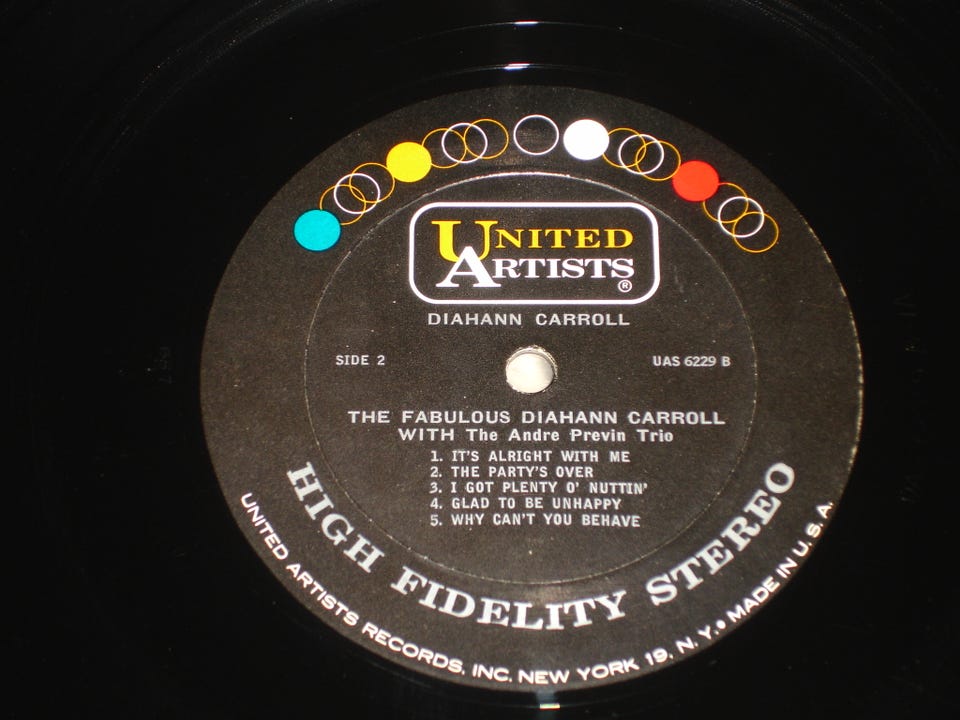 UNITED
ARTISTS
®
DIAHANN CARROLL
SIDE 2
UAS 6229 B
THE FABULOUS DIAHANN CARROLL
WITH The Andre Previn Trio
1. IT'S ALRIGHT WITH ME
2. THE PARTY'S OVER
3. I GOT PLENTY O' NUTTIN'
4. GLAD TO BE UNHAPPY
5. WHY CAN'T YOU BEHAVE
HIGH FIDELITY STEREO
UNITED ARTISTS RECORDS, INC. NEW YORK 19, N. Y. • MADE IN U. S. A.